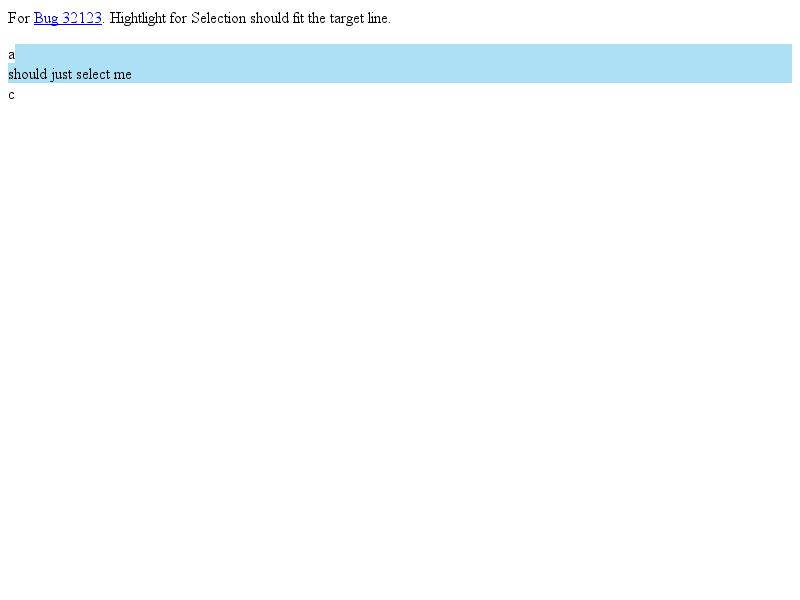 For Bug 32123. Hightlight for Selection should fit the target line.
a
should just select me
c